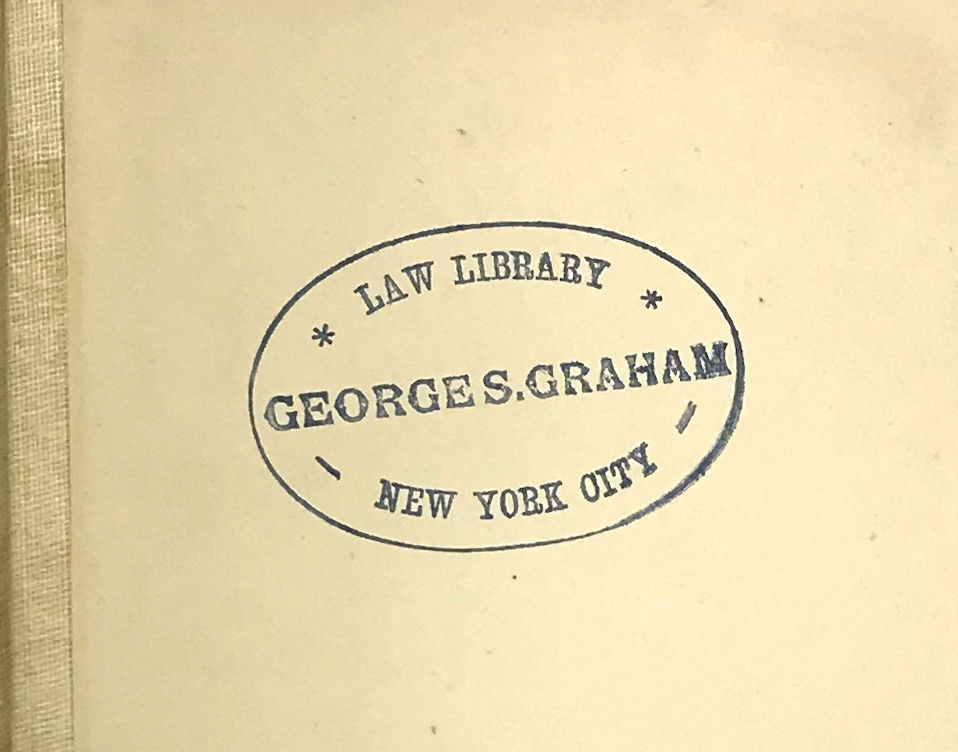 * LAW LIBRARY *
GEORGE S. GRAHAM
- NEW YORK CITY -